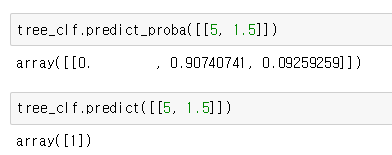 tree_clf.predict_proba([[5, 1.5]])
array([[0.        , 0.90740741, 0.09259259]])
tree_clf.predict([[5, 1.5]])
array([1])